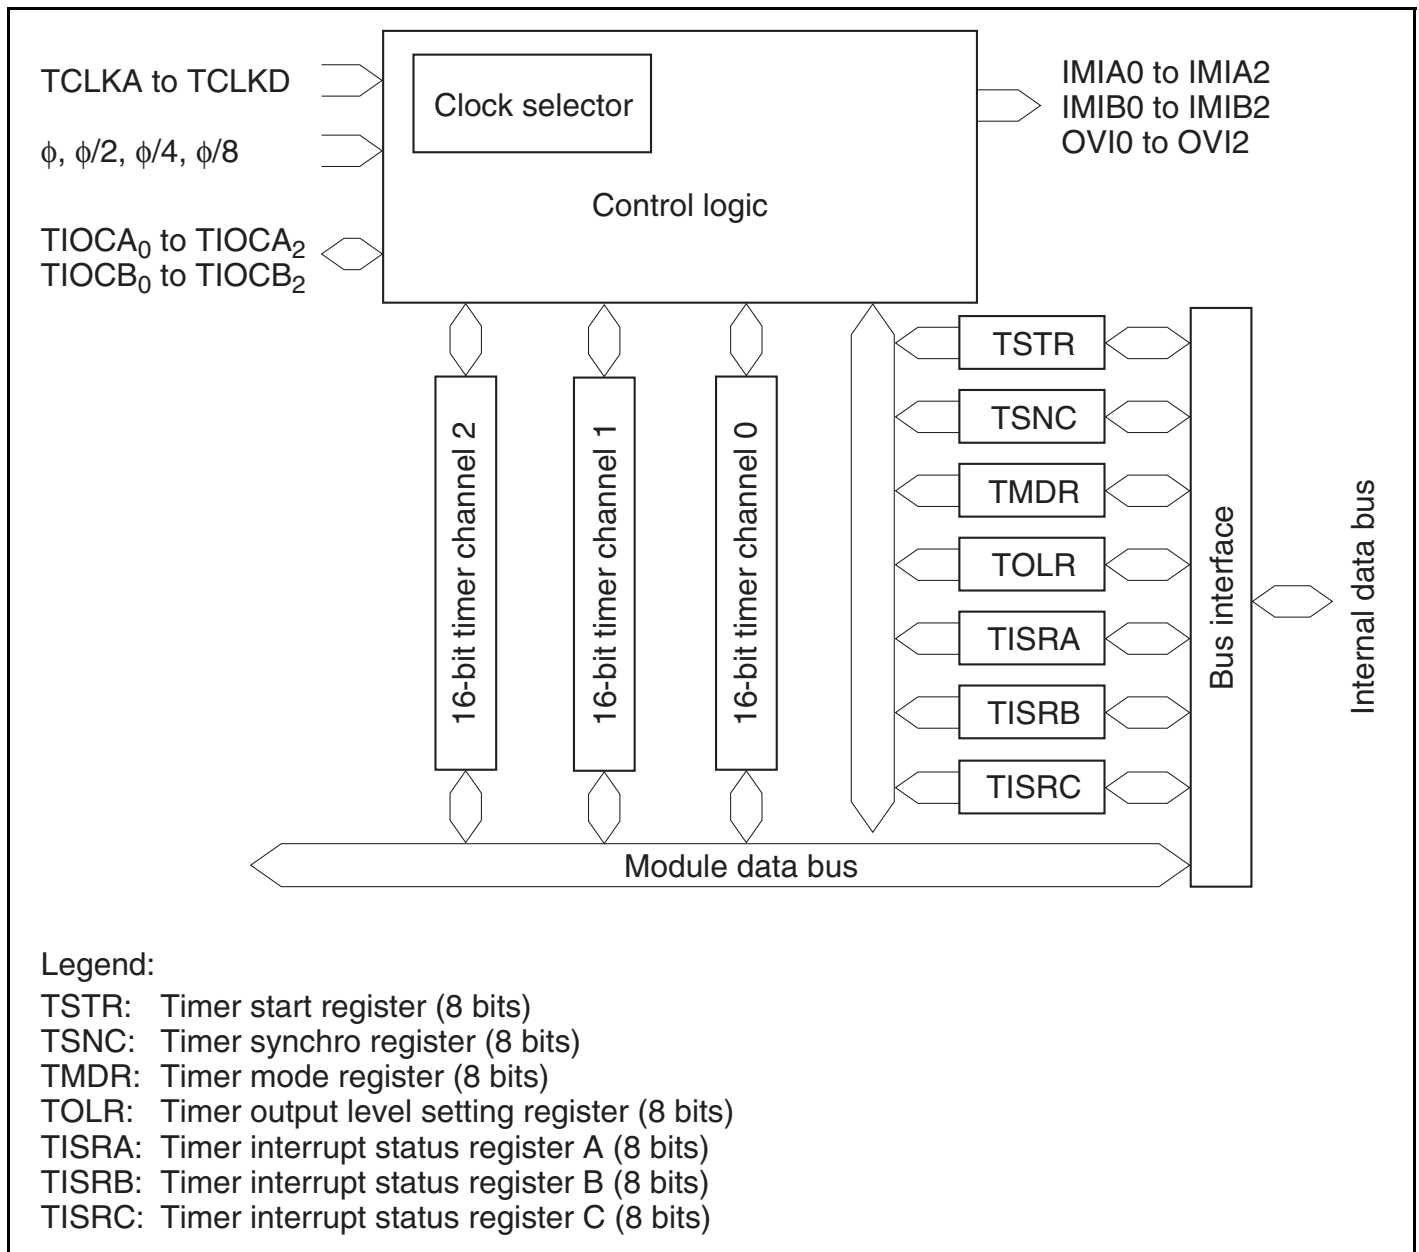 TCLKA to TCLKD
ϕ, ϕ/2, ϕ/4, ϕ/8
TIOCA0 to TIOCA2
TIOCB0 to TIOCB2
Clock selector
Control logic
IMIA0 to IMIA2
IMIB0 to IMIB2
OVI0 to OVI2
16-bit timer channel 2
16-bit timer channel 1
16-bit timer channel 0
TSTR
TSNC
TMDR
TOLR
TISRA
TISRB
TISRC
Bus interface
Internal data bus
Module data bus
Legend:
TSTR: Timer start register (8 bits)
TSNC: Timer synchro register (8 bits)
TMDR: Timer mode register (8 bits)
TOLR: Timer output level setting register (8 bits)
TISRA: Timer interrupt status register A (8 bits)
TISRB: Timer interrupt status register B (8 bits)
TISRC: Timer interrupt status register C (8 bits)